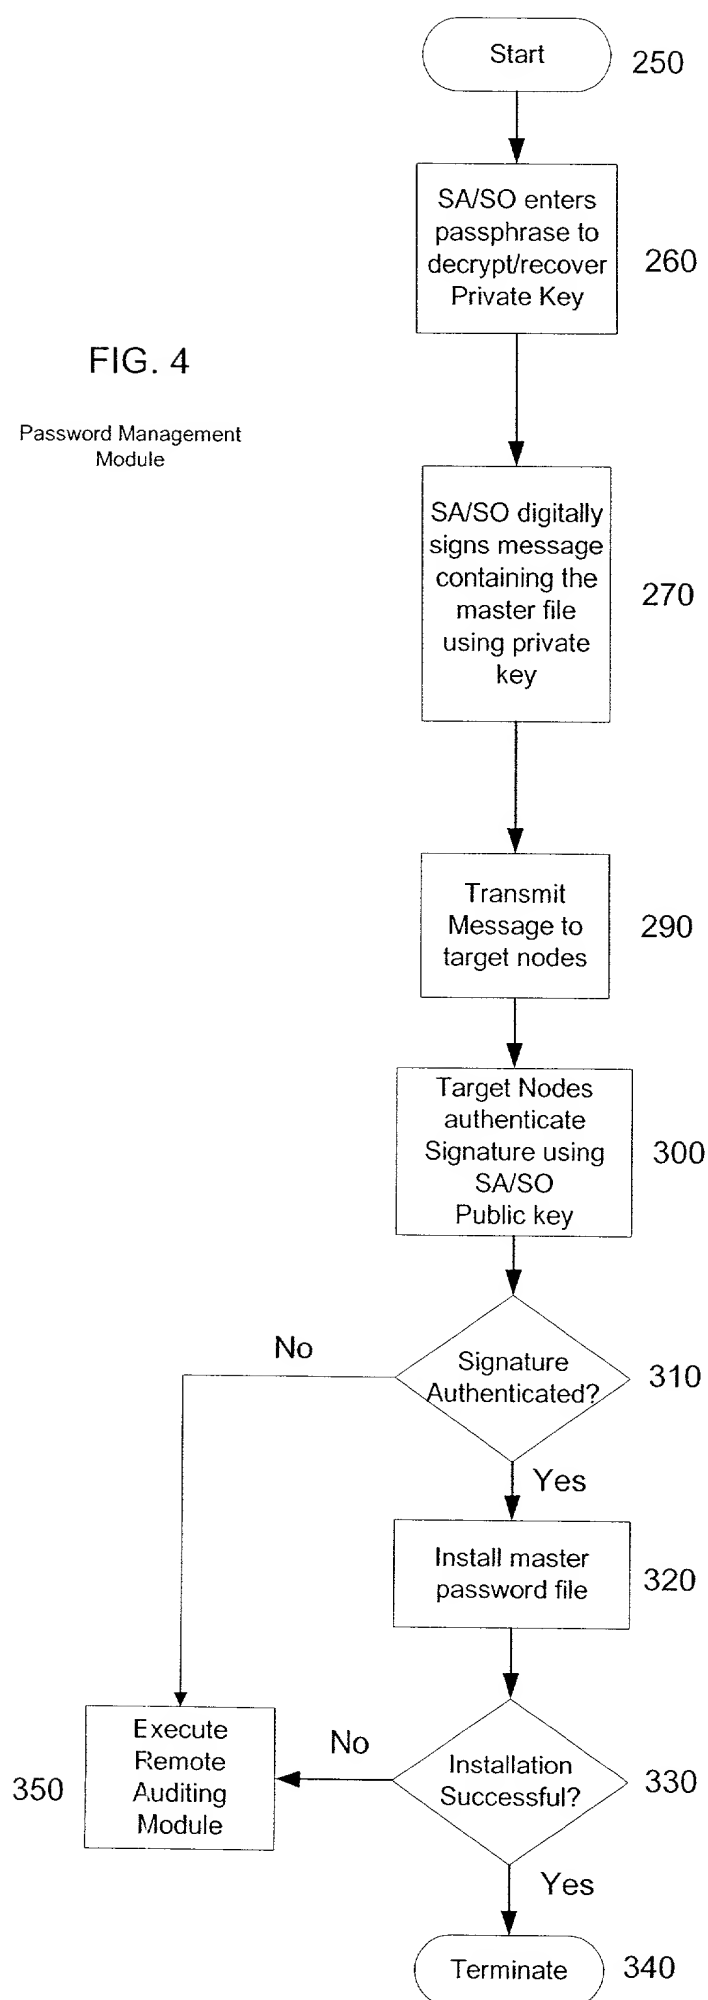 Start
250
SA/SO enters
passphrase to
decrypt/recover
Private Key
260
FIG. 4
Password Management
Module
SA/SO digitally
signs message
containing the
master file
using private
key
270
Transmit
Message to
target nodes
290
Target Nodes
authenticate
Signature using
SA/SO
Public key
300
No
Signature
Authenticated?
310
Yes
Install master
password file
320
Execute
Remote
Auditing
Module
350
No
Installation
Successful?
330
Yes
Terminate
340